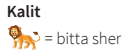 Kalit
🦁 = bitta sher